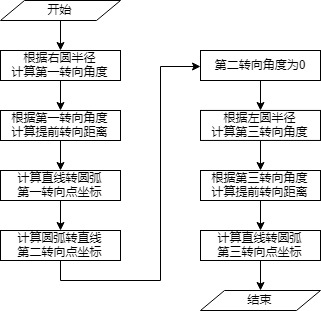 开始
根据右圆半径
计算第一转向角度
根据第一转向角度
计算提前转向距离
计算直线转圆弧
第一转向点坐标
计算圆弧转直线
第二转向点坐标
第二转向角度为0
根据左圆半径
计算第三转向角度
根据第三转向角度
计算提前转向距离
计算直线转圆弧
第三转向点坐标
结束